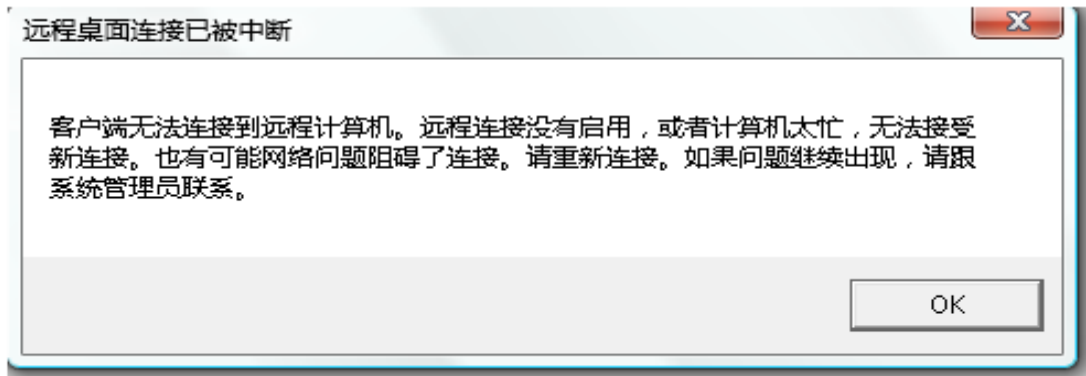 远程桌面连接已被中断
客户端无法连接到远程计算机。远程连接没有启用，或者计算机太忙，无法接受
新连接。也有可能网络问题阻碍了连接。请重新连接。如果问题继续出现，请跟
系统管理员联系。
OK